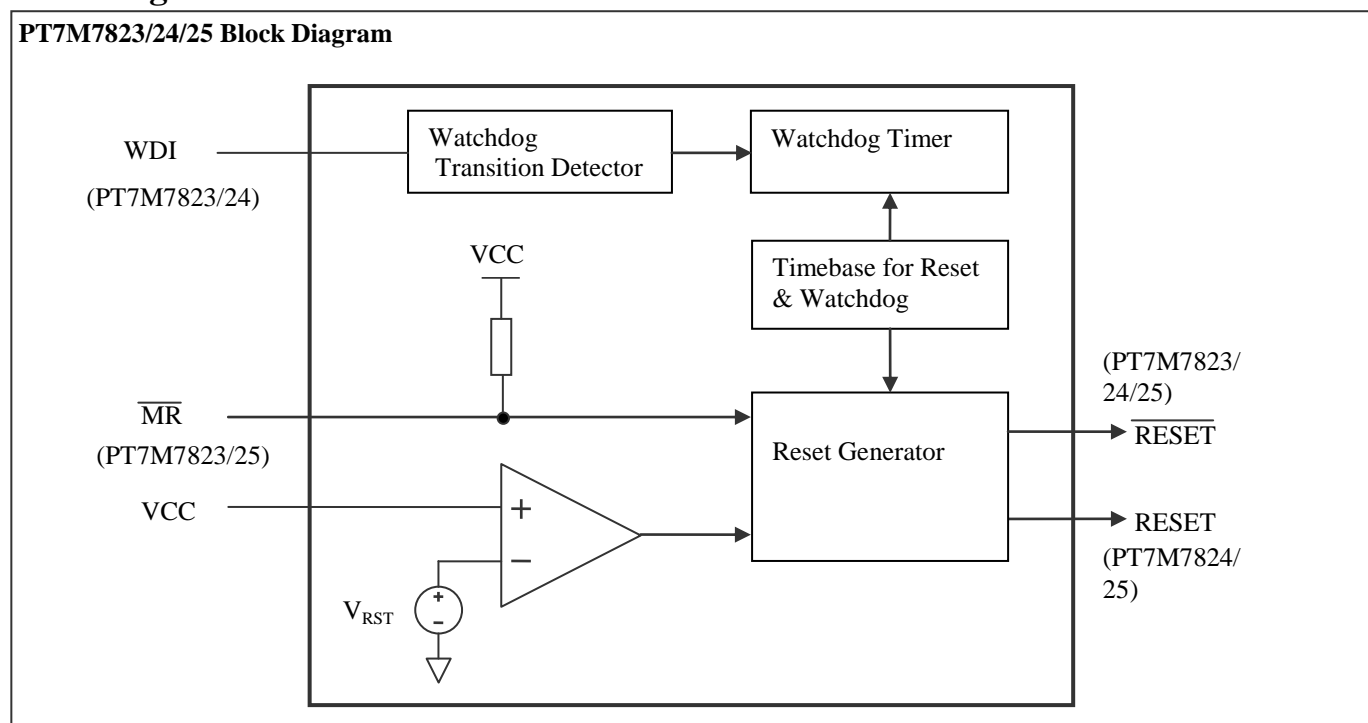 PT7M7823/24/25 Block Diagram
WDI
(PT7M7823/24)
Watchdog
Transition Detector
Watchdog Timer
VCC
Timebase for Reset
& Watchdog
MR
(PT7M7823/25)
VCC
+
−
V_RST
+
-
Reset Generator
(PT7M7823/
24/25)
RESET
RESET
(PT7M7824/
25)